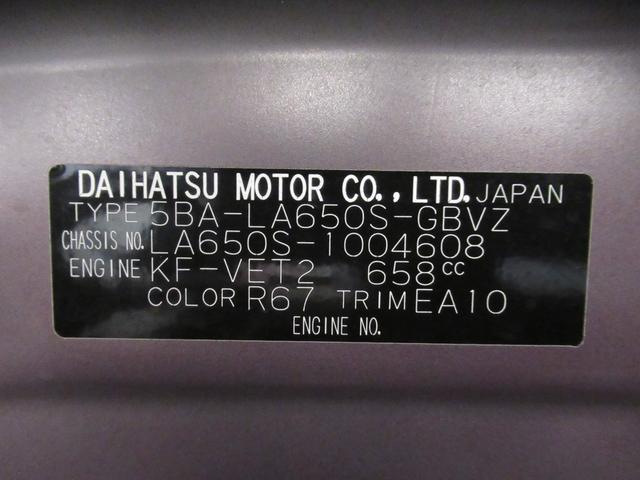 DAIHATSU MOTOR CO., LTD. JAPAN
TYPE 5BA-LA650S-GBVZ
CHASSIS NO. LA650S-1004608
ENGINE KF-VET2 658cc
COLOR R67 TRIM EA10
ENGINE NO.